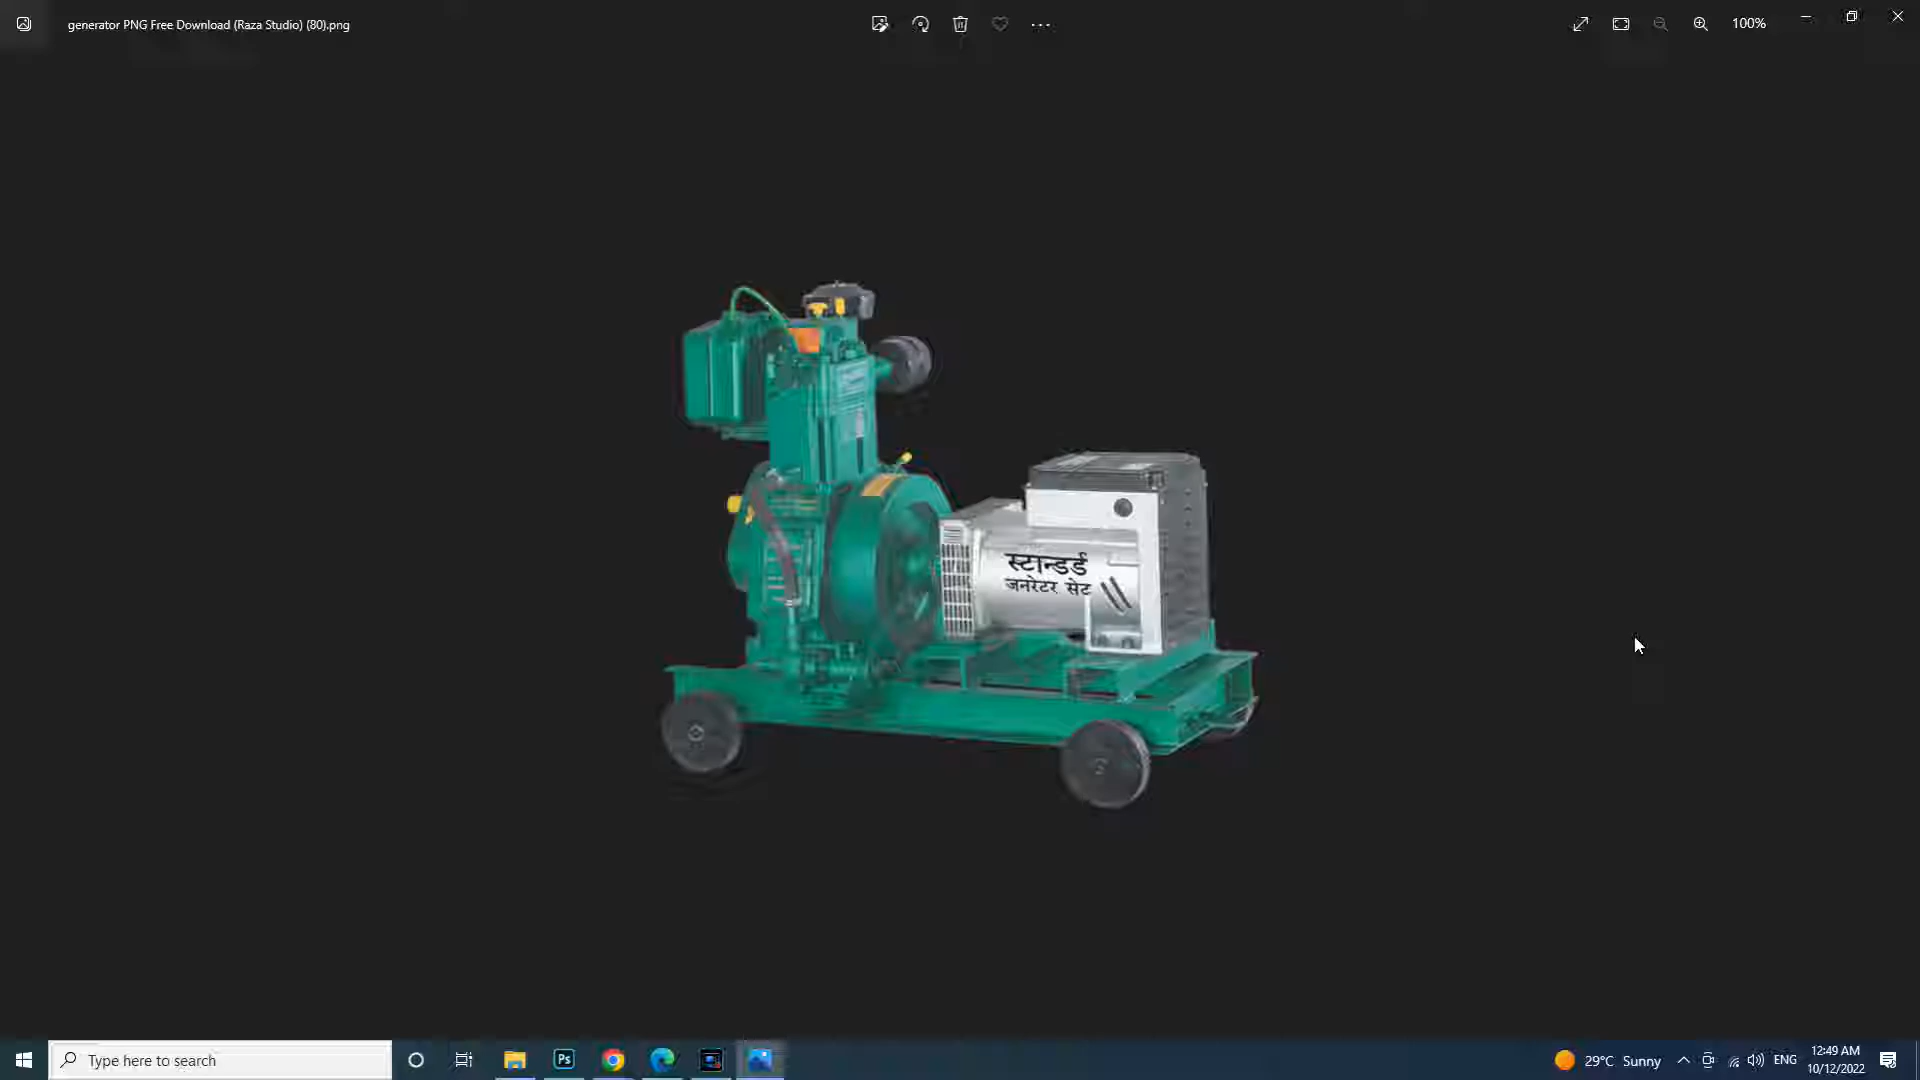 generator PNG Free Download (Raza Studio) (80).png
100%
स्टान्डर्ड
जनरेटर सेट
Type here to search
Ps
29°C Sunny
ENG
12:49 AM
10/12/2022